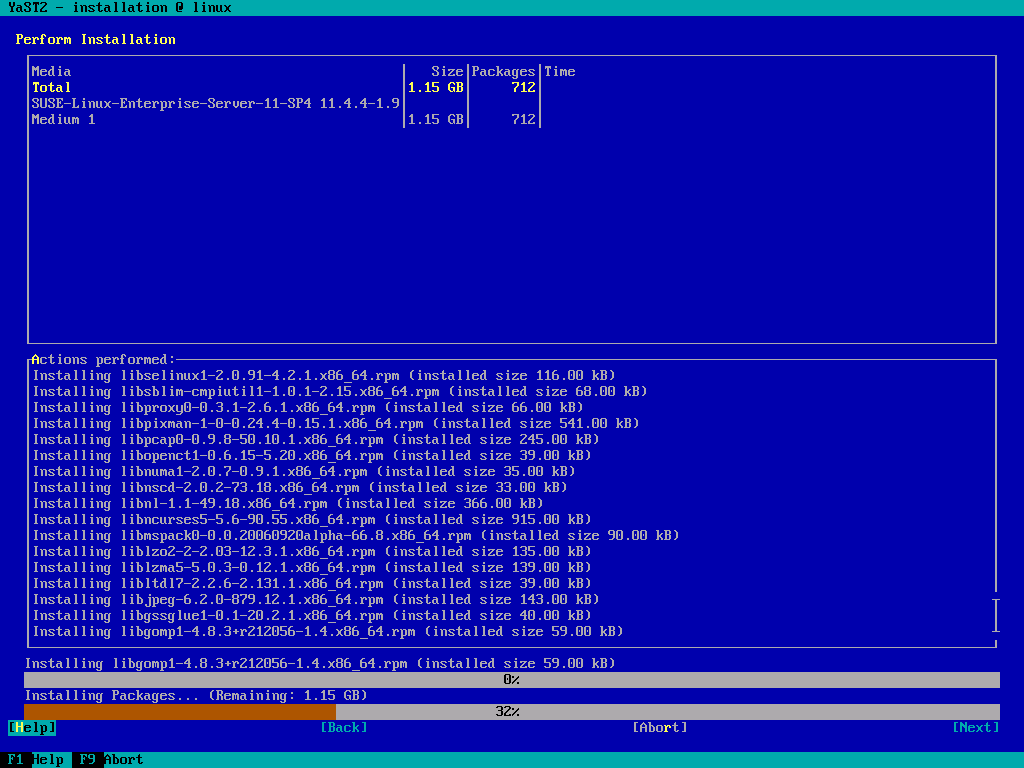 YaST2 - installation @ linux
Perform Installation
Media Size Packages Time
Total 1.15 GB 712
SUSE-Linux-Enterprise-Server-11-SP4 11.4.4-1.9
Medium 1 1.15 GB 712
Actions performed:
Installing libselinux1-2.0.91-4.2.1.x86_64.rpm (installed size 116.00 kB)
Installing libsblim-cmpiutil1-1.0.1-2.15.x86_64.rpm (installed size 68.00 kB)
Installing libproxy0-0.3.1-2.6.1.x86_64.rpm (installed size 66.00 kB)
Installing libpixman-1-0-0.24.4-0.15.1.x86_64.rpm (installed size 541.00 kB)
Installing libpcap0-0.9.8-50.10.1.x86_64.rpm (installed size 245.00 kB)
Installing libopenct1-0.6.15-5.20.x86_64.rpm (installed size 39.00 kB)
Installing libnuma1-2.0.7-0.9.1.x86_64.rpm (installed size 35.00 kB)
Installing libnscd-2.0.2-73.18.x86_64.rpm (installed size 33.00 kB)
Installing libnl-1.1-49.18.x86_64.rpm (installed size 366.00 kB)
Installing libncurses5-5.6-90.55.x86_64.rpm (installed size 915.00 kB)
Installing libmspack0-0.0.20060920alpha-66.8.x86_64.rpm (installed size 90.00 kB)
Installing liblzo2-2-2.03-12.3.1.x86_64.rpm (installed size 135.00 kB)
Installing liblzma5-5.0.3-0.12.1.x86_64.rpm (installed size 139.00 kB)
Installing libltdl7-2.2.6-2.131.1.x86_64.rpm (installed size 39.00 kB)
Installing libjpeg-6.2.0-879.12.1.x86_64.rpm (installed size 143.00 kB)
Installing libgssglue1-0.1-20.2.1.x86_64.rpm (installed size 40.00 kB)
Installing libgomp1-4.8.3+r212056-1.4.x86_64.rpm (installed size 59.00 kB)
Installing libgomp1-4.8.3+r212056-1.4.x86_64.rpm (installed size 59.00 kB)
0%
Installing Packages... (Remaining: 1.15 GB)
32%
[Help] [Back] [Abort] [Next]
F1 Help F9 Abort